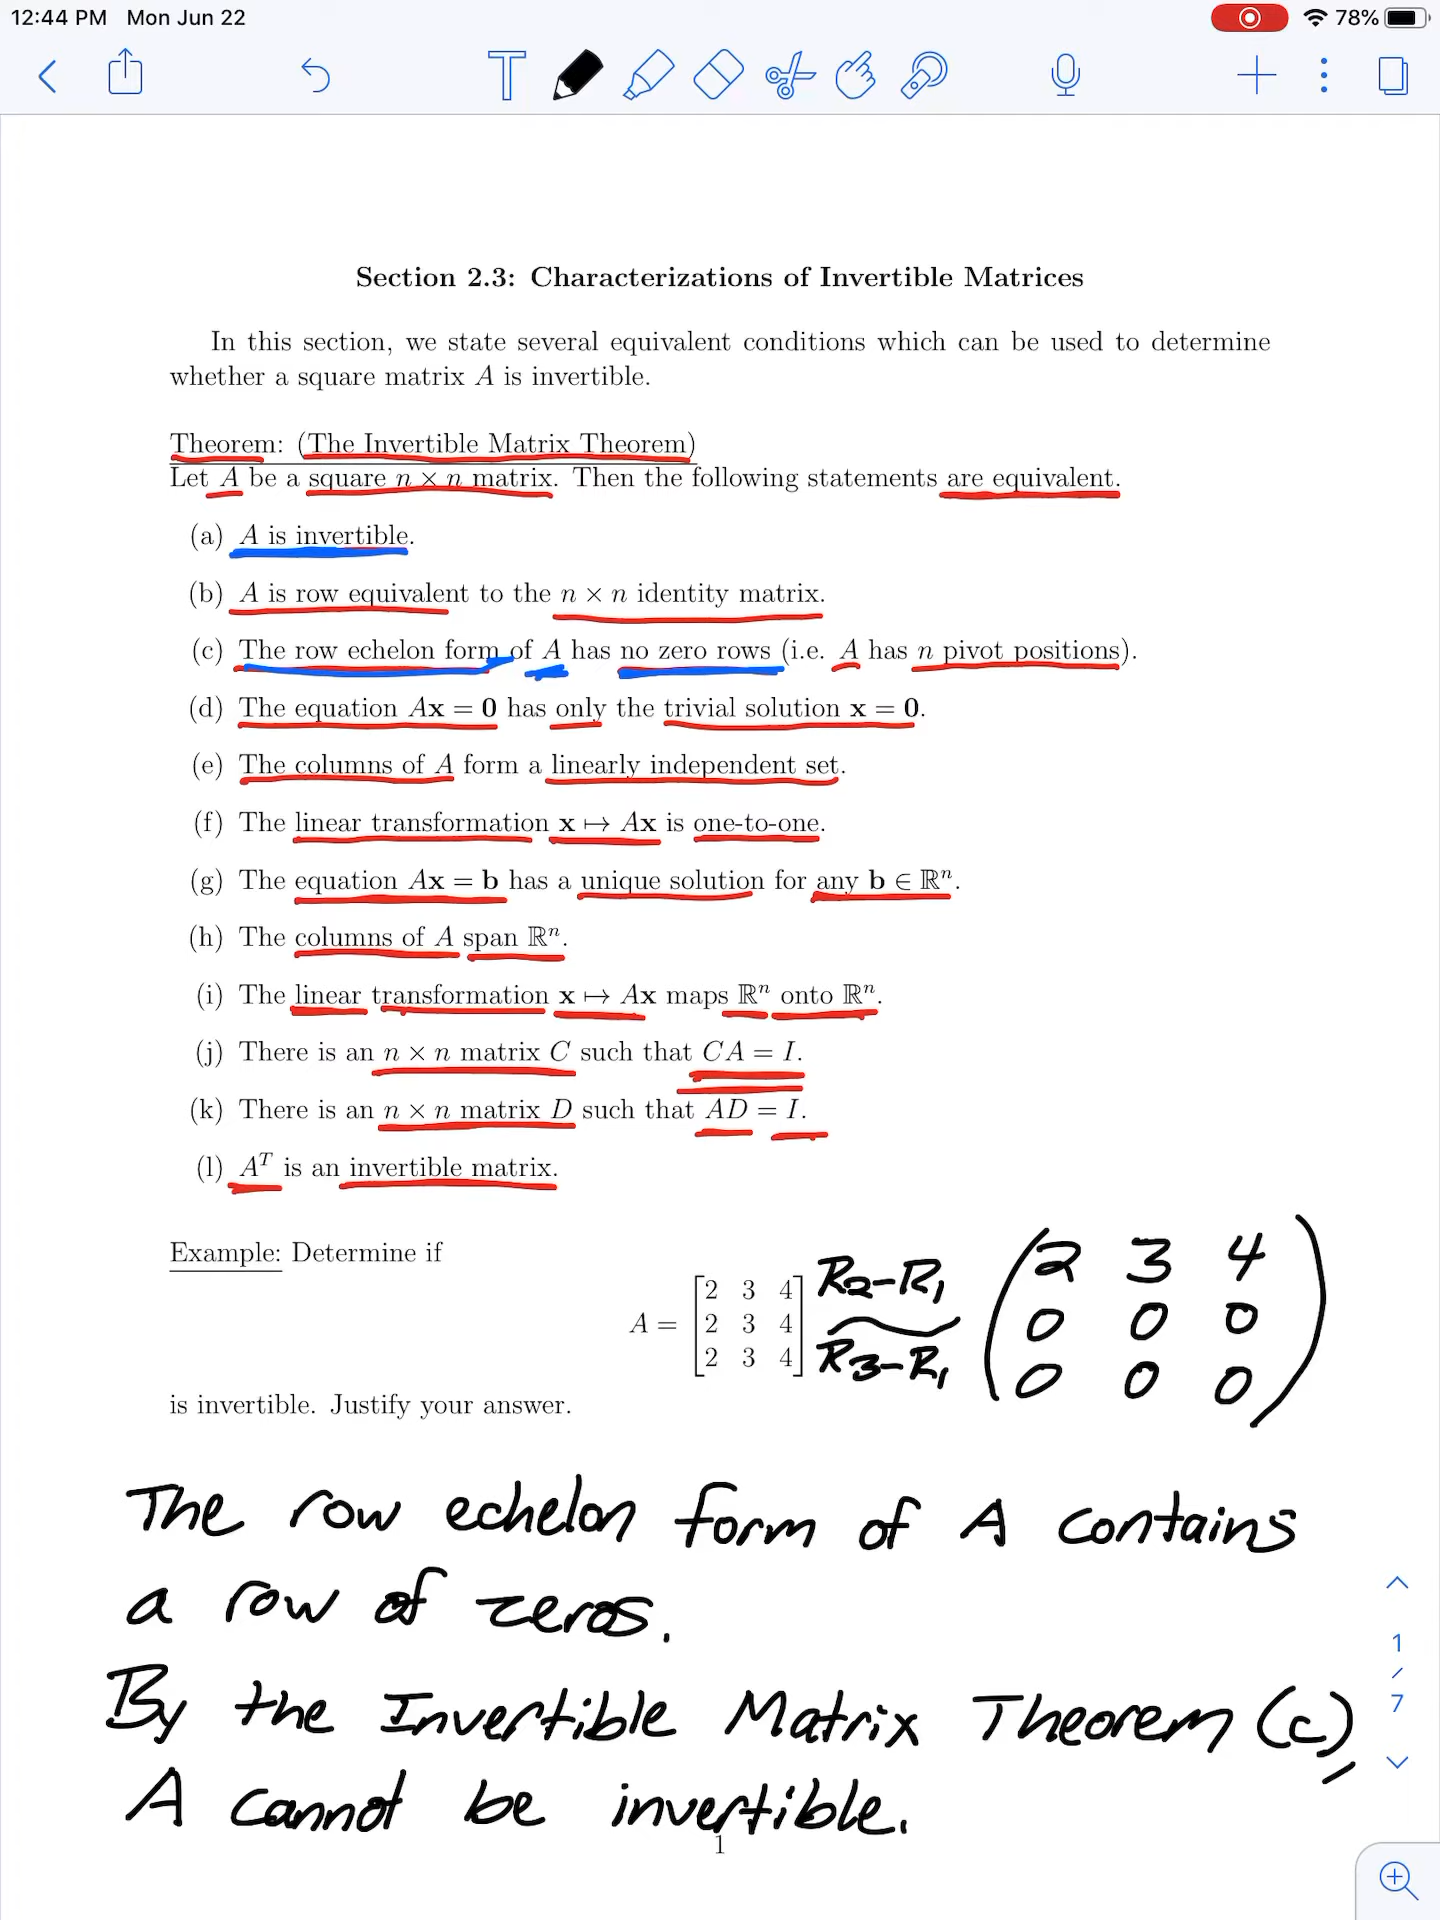 12:44 PM Mon Jun 22 78%
Section 2.3: Characterizations of Invertible Matrices
In this section, we state several equivalent conditions which can be used to determine
whether a square matrix A is invertible.
Theorem: (The Invertible Matrix Theorem)
Let A be a square n × n matrix. Then the following statements are equivalent.
(a) A is invertible.
(b) A is row equivalent to the n × n identity matrix.
(c) The row echelon form of A has no zero rows (i.e. A has n pivot positions).
(d) The equation Ax = 0 has only the trivial solution x = 0.
(e) The columns of A form a linearly independent set.
(f) The linear transformation x ↦ Ax is one-to-one.
(g) The equation Ax = b has a unique solution for any b ∈ ℝⁿ.
(h) The columns of A span ℝⁿ.
(i) The linear transformation x ↦ Ax maps ℝⁿ onto ℝⁿ.
(j) There is an n × n matrix C such that CA = I.
(k) There is an n × n matrix D such that AD = I.
(l) Aᵀ is an invertible matrix.
Example: Determine if
2 3 4 R2-R1 2 3 4
A = 2 3 4 ~ 0 0 0
2 3 4 R3-R1 0 0 0
is invertible. Justify your answer.
The row echelon form of A contains
a row of zeros.
By the Invertible Matrix Theorem (c),
A cannot be invertible.
1
1
/
7